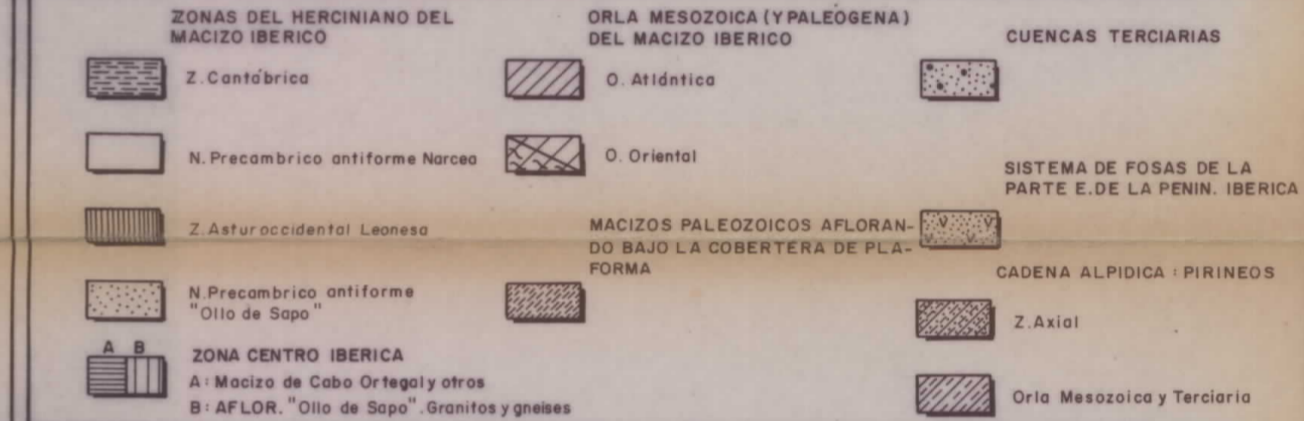 ZONAS DEL HERCINIANO DEL
MACIZO IBERICO
Z.Cantábrica
N.Precambrico antiforme Narcea
Z.Asturoccidental Leonesa
N.Precambrico antiforme
"Ollo de Sapo"
A B
ZONA CENTRO IBERICA
A: Macizo de Cabo Ortegal y otros
B: AFLOR. "Ollo de Sapo". Granitos y gneises
ORLA MESOZOICA (Y PALEÓGENA)
DEL MACIZO IBERICO
O. Atlántica
O. Oriental
MACIZOS PALEOZOICOS AFLORAN-
DO BAJO LA COBERTERA DE PLA-
FORMA
CUENCAS TERCIARIAS
SISTEMA DE FOSAS DE LA
PARTE E.DE LA PENIN. IBERICA
CADENA ALPIDICA : PIRINEOS
Z.Axial
Orla Mesozoica y Terciaria